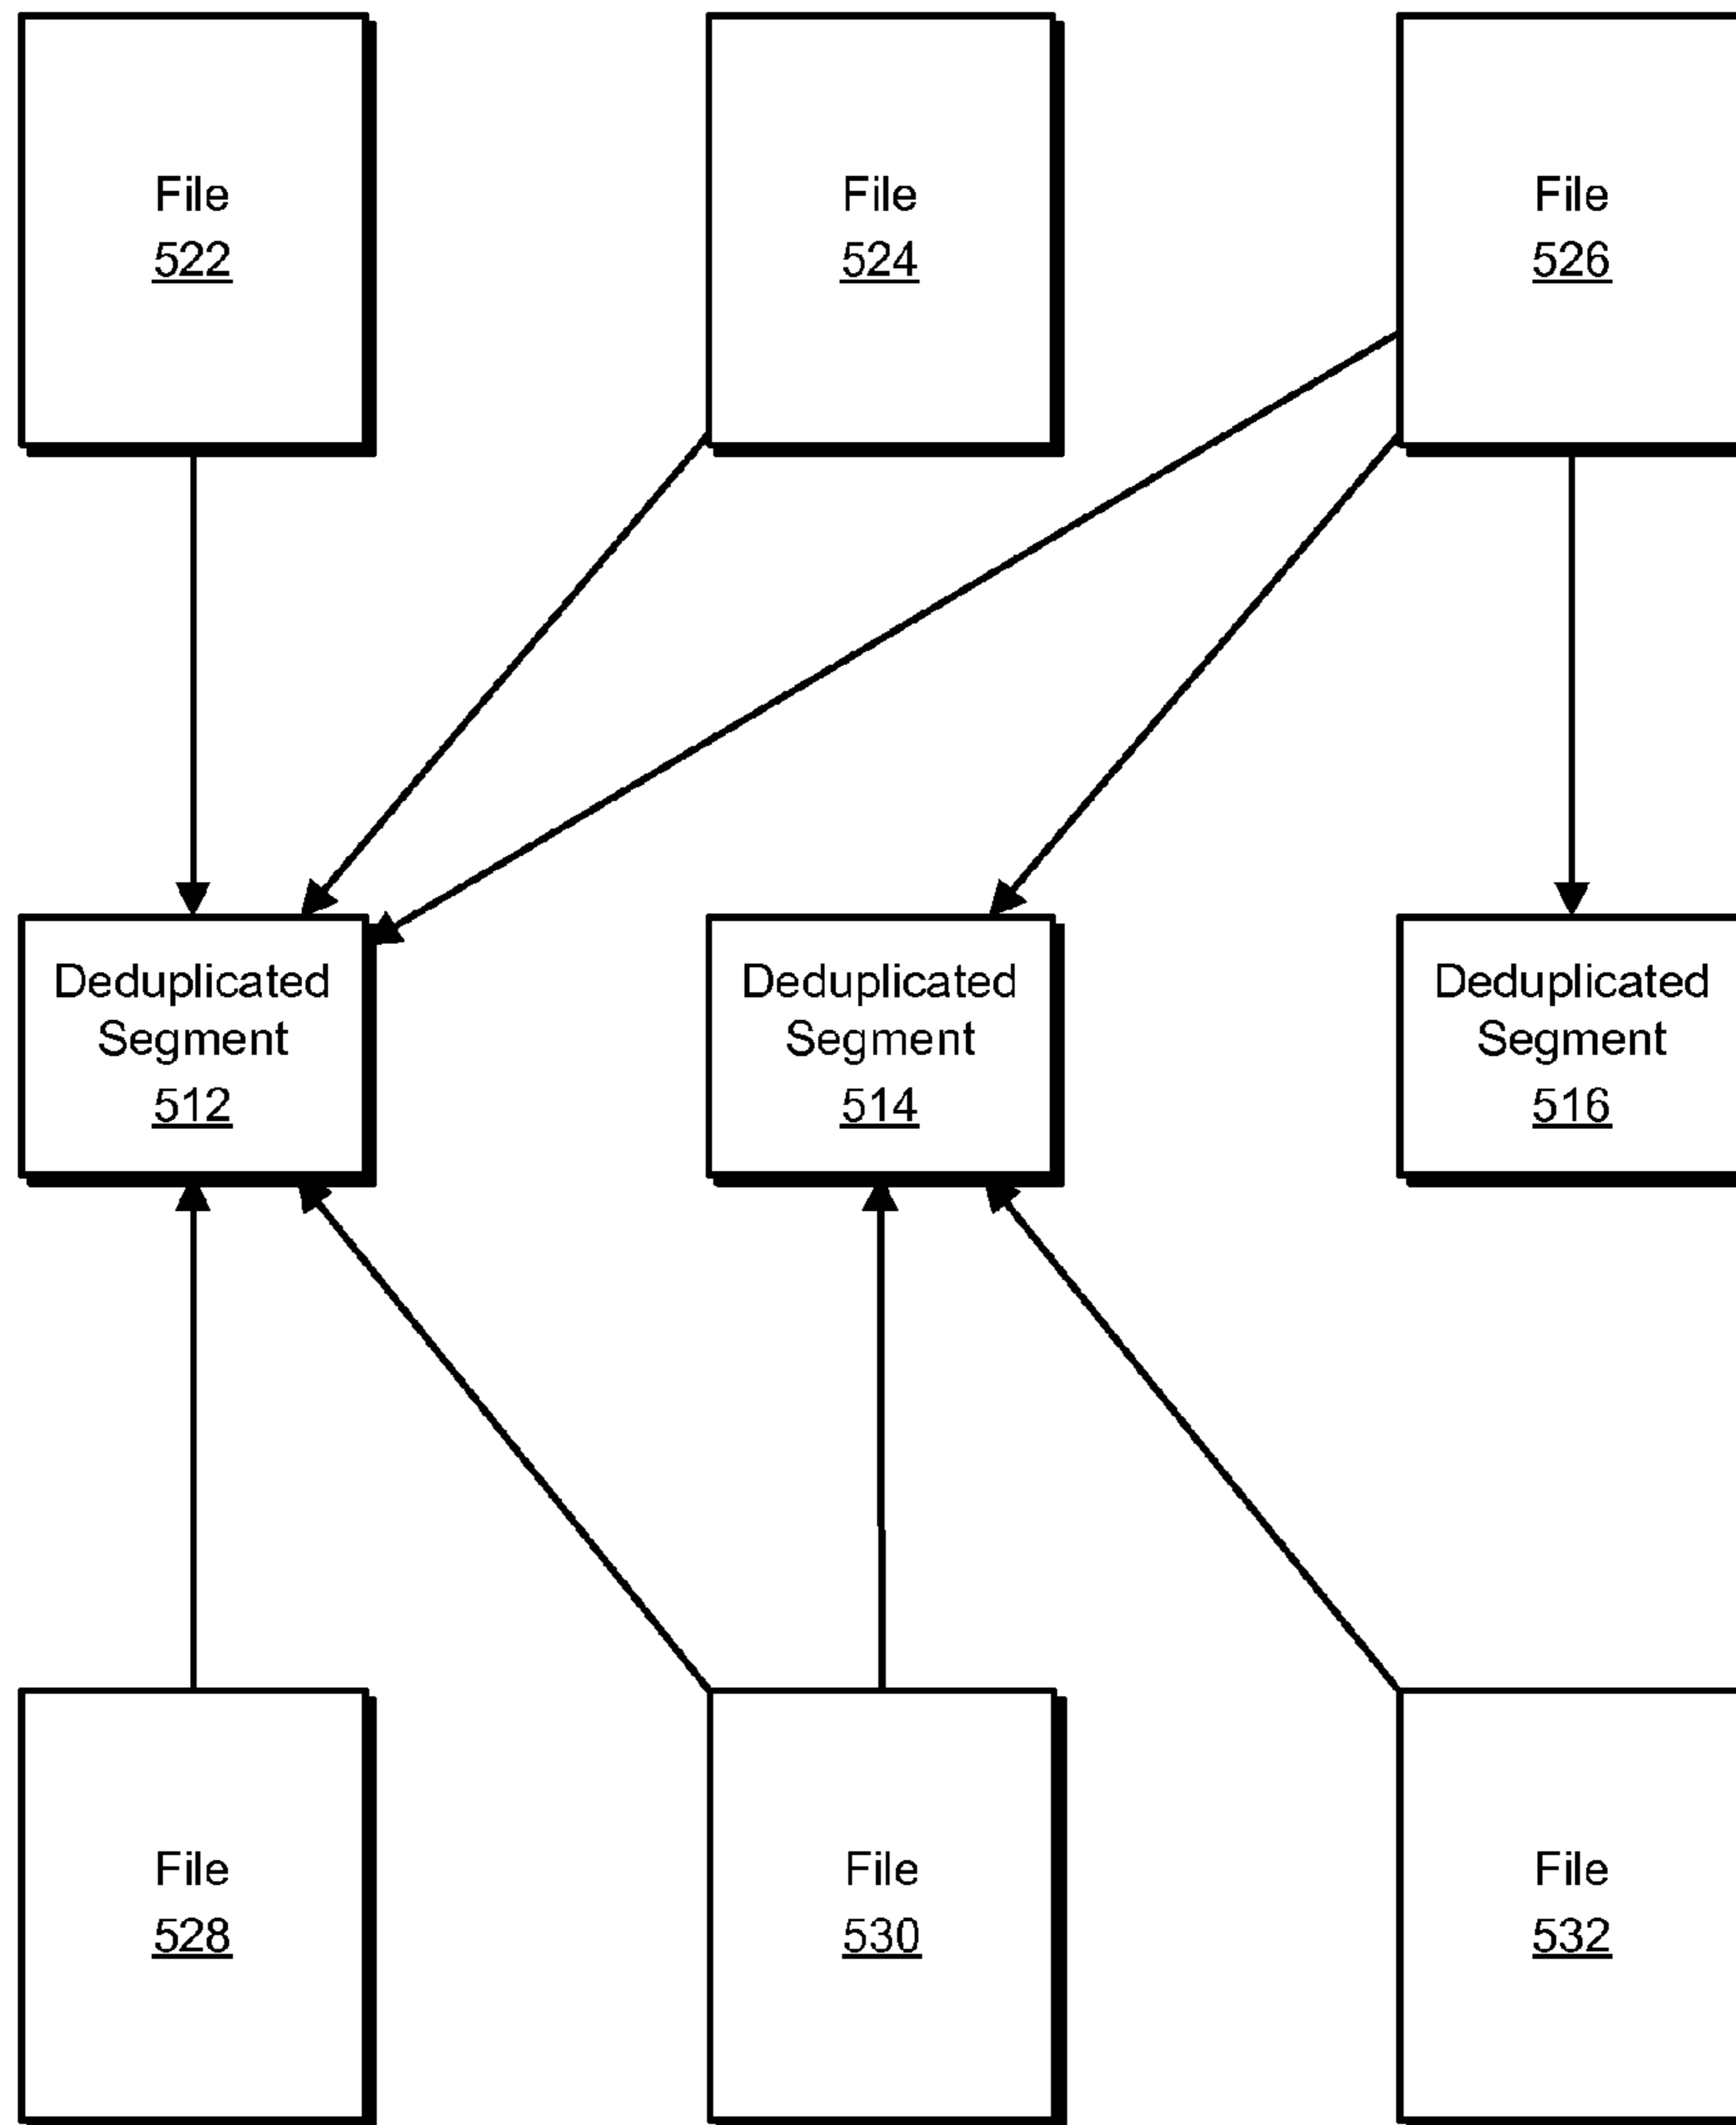 File
522
File
524
File
526
Deduplicated
Segment
512
Deduplicated
Segment
514
Deduplicated
Segment
516
File
528
File
530
File
532